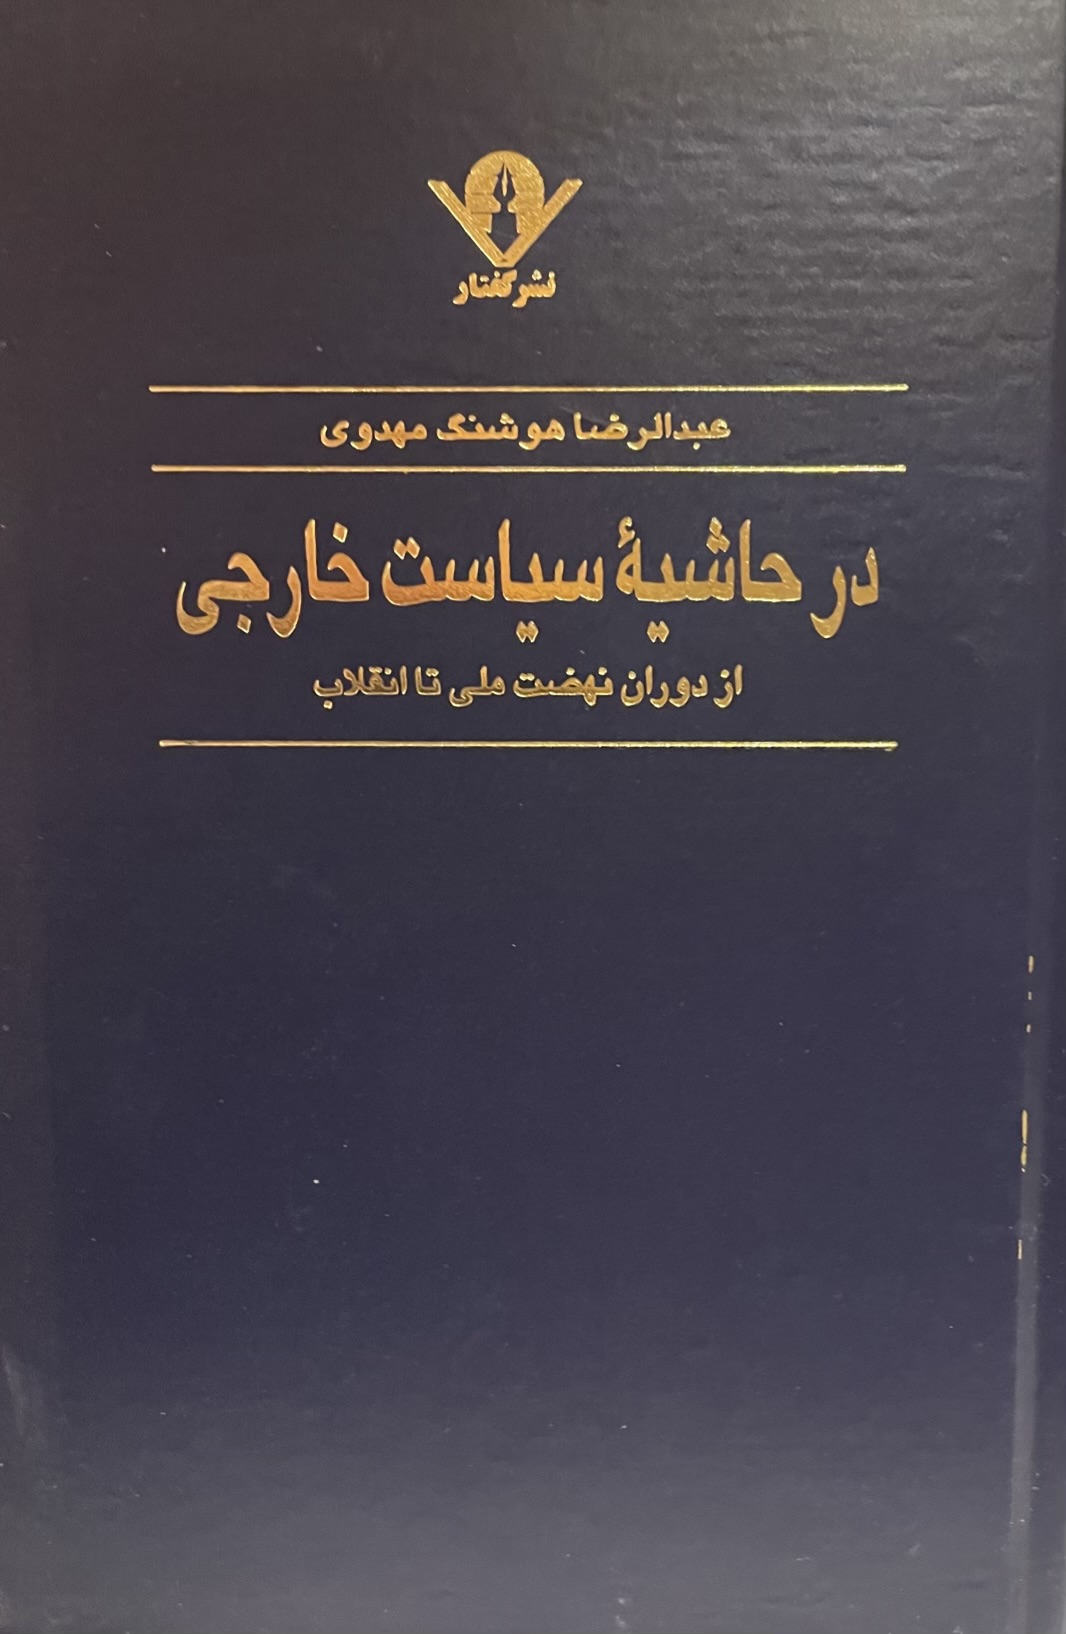 نشر گفتار
عبدالرضا هوشنگ مهدوی
در حاشیهٔ سیاست خارجی
از دوران نهضت ملی تا انقلاب